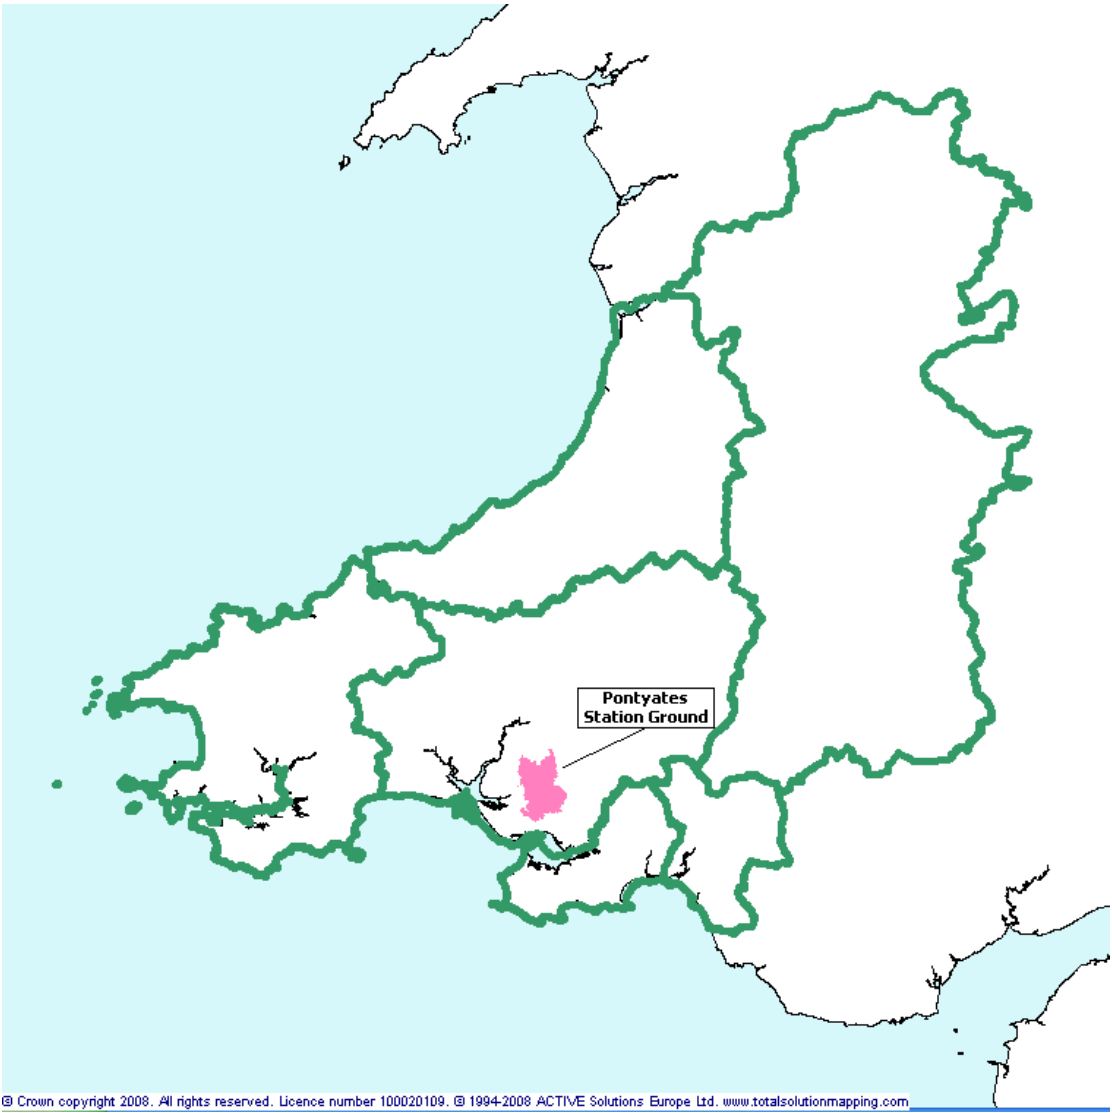 Pontyates
Station Ground
© Crown copyright 2008. All rights reserved. Licence number 100020109. © 1994-2008 ACTIVE Solutions Europe Ltd. www.totalsolutionmapping.com